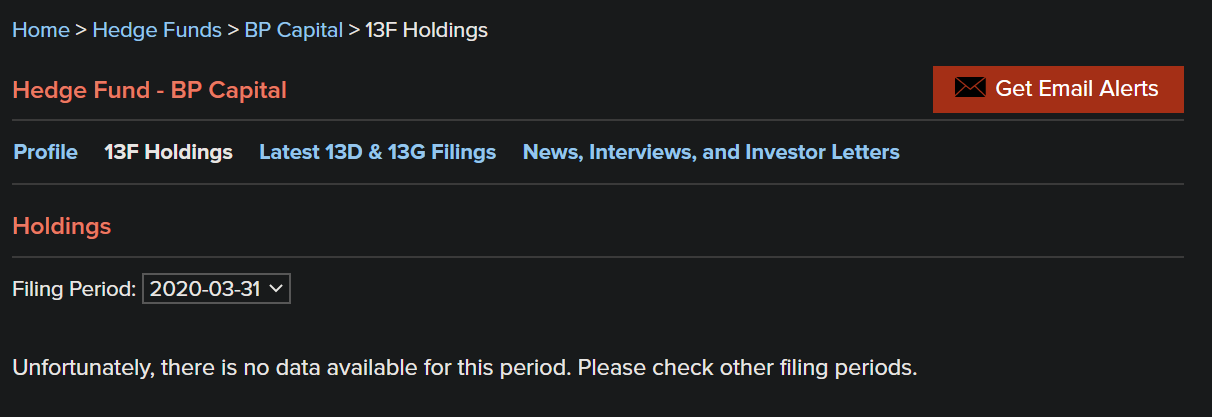 Home > Hedge Funds > BP Capital > 13F Holdings
Hedge Fund - BP Capital
Get Email Alerts
Profile 13F Holdings Latest 13D & 13G Filings News, Interviews, and Investor Letters
Holdings
Filing Period: 2020-03-31
Unfortunately, there is no data available for this period. Please check other filing periods.